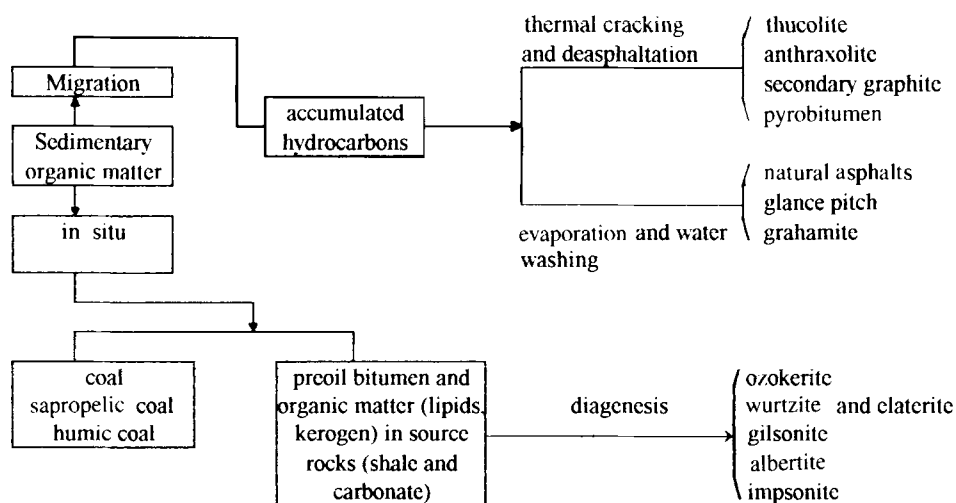 thermal cracking
and deasphaltation
thucolite
anthraxolite
secondary graphite
pyrobitumen
Migration
accumulated
hydrocarbons
Sedimentary
organic matter
natural asphalts
glance pitch
grahamite
in situ
evaporation and water
washing
coal
sapropelic coal
humic coal
preoil bitumen and
organic matter (lipids,
kerogen) in source
rocks (shale and
carbonate)
diagenesis
ozokerite
wurtzite and elaterite
gilsonite
albertite
impsonite